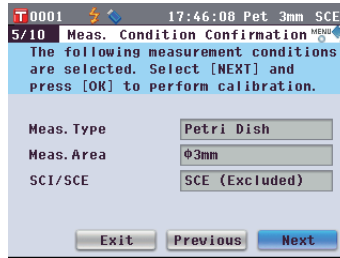 T0001 17:46:08 Pet 3mm SCE
5/10 Meas. Condition Confirmation MENU
The following measurement conditions
are selected. Select [NEXT] and
press [OK] to perform calibration.
Meas. Type Petri Dish
Meas. Area Φ3mm
SCI/SCE SCE (Excluded)
Exit Previous Next